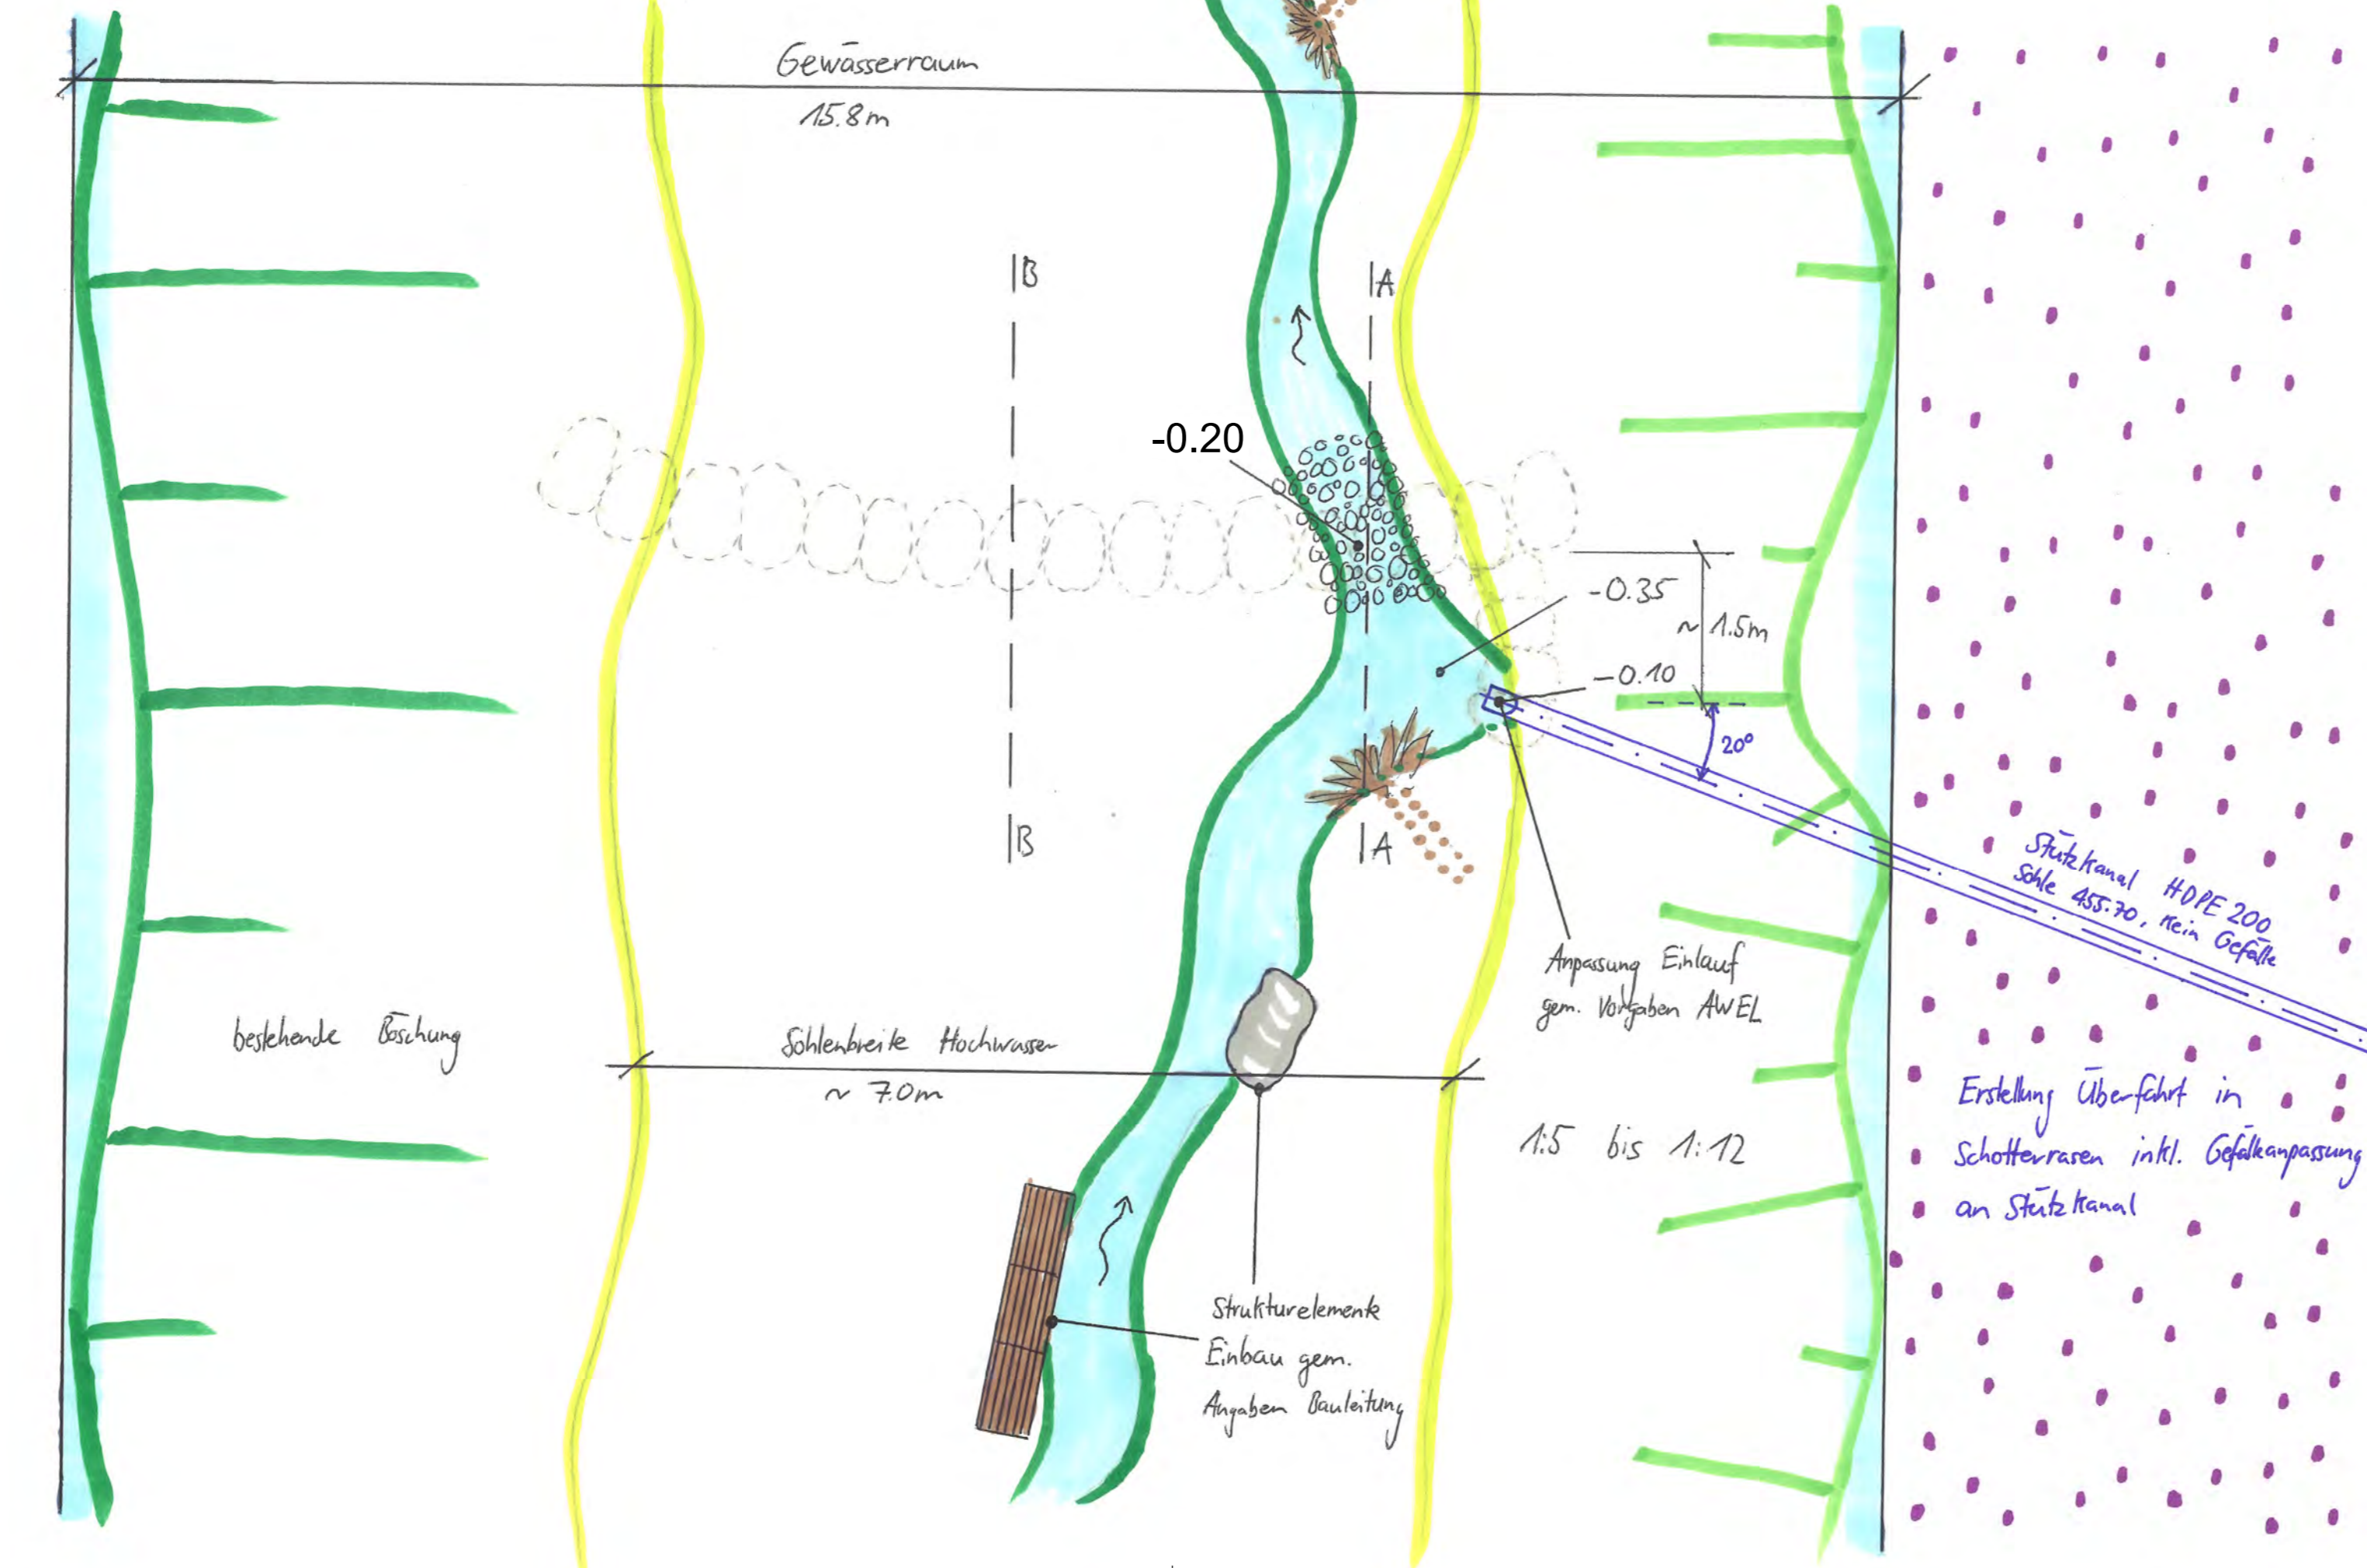 Gewässerraum
15.8m
B
A
-0.20
-0.35
~ 1.5m
-0.10
20°
B
A
Stützkanal HDPE 200
Sohle 455.70, kein Gefälle
Anpassung Einlauf
gem. Vorgaben AWEL
bestehende Böschung
Sohlenbreite Hochwasser
~ 7.0m
1:5 bis 1:12
Erstellung Überfahrt in
Schotterrasen inkl. Gefälleanpassung
an Stützkanal
Strukturelemente
Einbau gem.
Angaben Bauleitung